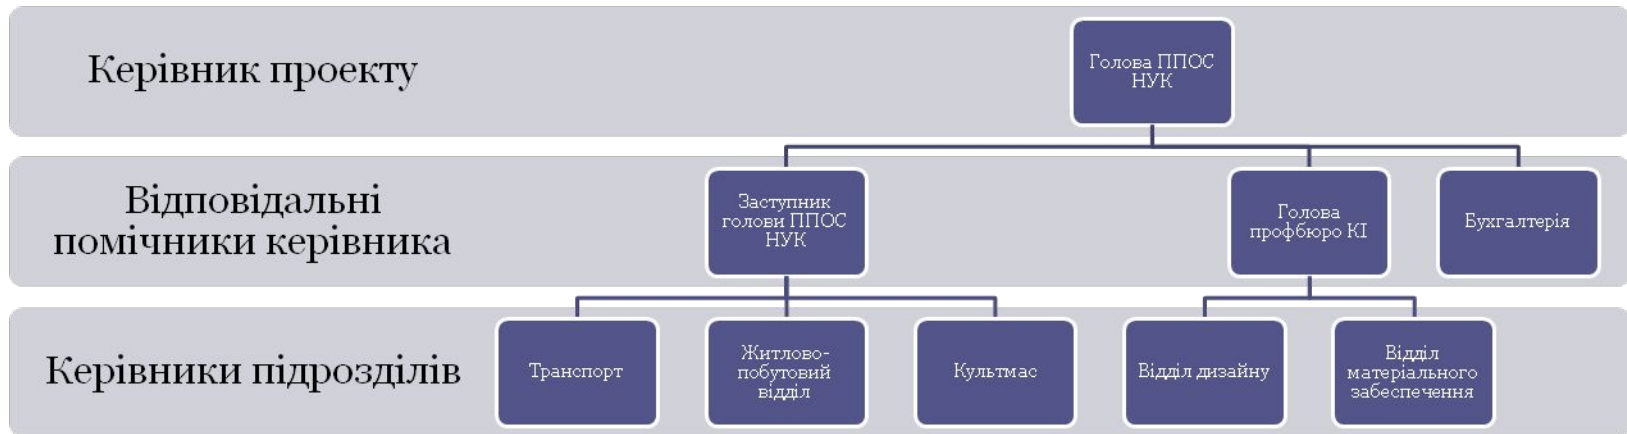 Керівник проекту
Голова ППОС
НУК
Відповідальні
помічники керівника
Заступник
голови ППОС
НУК
Голова
профбюро КІ
Бухгалтерія
Керівники підрозділів
Транспорт
Житлово-
побутовий
відділ
Культмас
Відділ дизайну
Відділ
матеріального
забеспечення